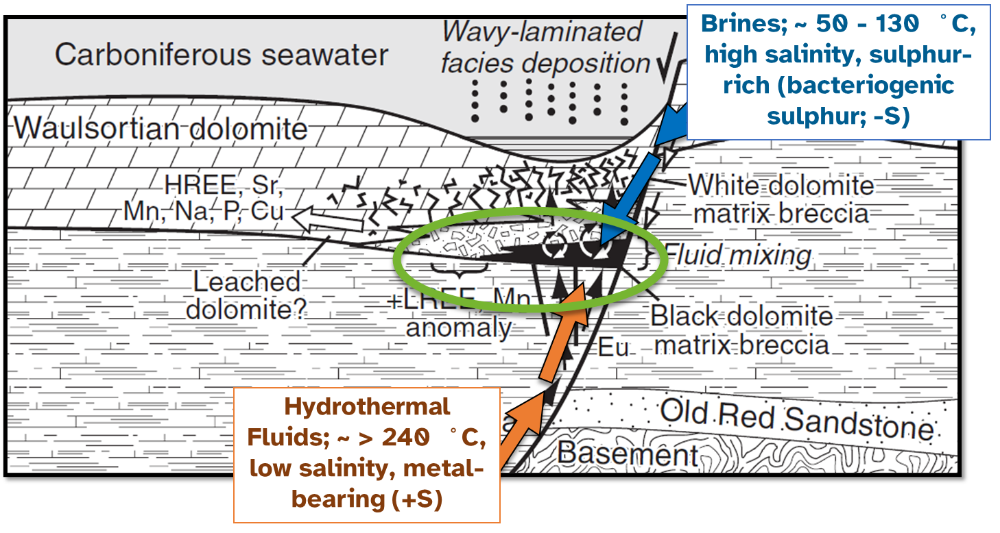 Carboniferous seawater
Wavy-laminated
facies deposition
Brines; ~ 50 - 130 °C,
high salinity, sulphur-
rich (bacteriogenic
sulphur; -S)
Waulsortian dolomite
HREE, Sr,
Mn, Na, P, Cu
White dolomite
matrix breccia
Fluid mixing
Leached
dolomite?
+LREE, Mn
anomaly
Black dolomite
matrix breccia
Eu
Hydrothermal
Fluids; ~ > 240 °C,
low salinity, metal-
bearing (+S)
Old Red Sandstone
Basement